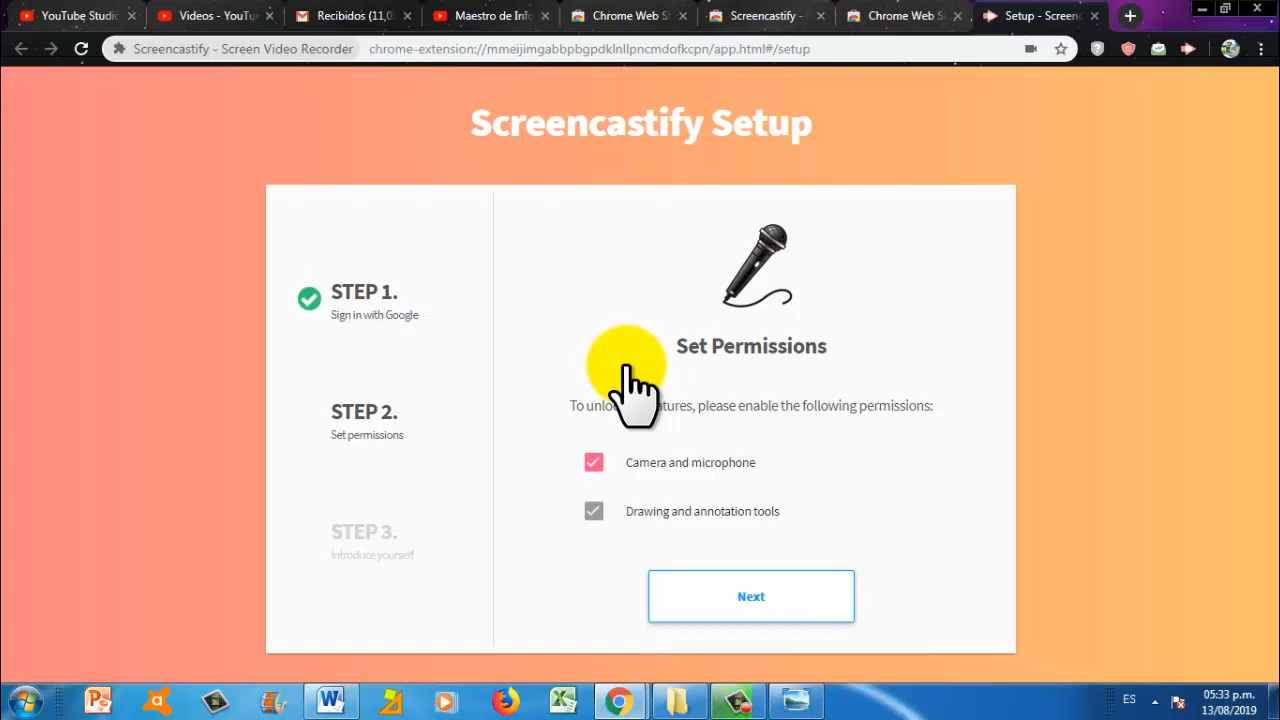 YouTube Studio
Videos - YouTu
Recibidos (11,0
Maestro de Info
Chrome Web S
Screencastify -
Chrome Web S
Setup - Screenc
Screencastify - Screen Video Recorder
chrome-extension://mmeijimgabbpbgpdklnllpncmdofkcpn/app.html#/setup
Screencastify Setup
STEP 1.
Sign in with Google
STEP 2.
Set permissions
STEP 3.
Introduce yourself
Set Permissions
To unlo atures, please enable the following permissions:
Camera and microphone
Drawing and annotation tools
Next
ES
05:33 p.m.
13/08/2019